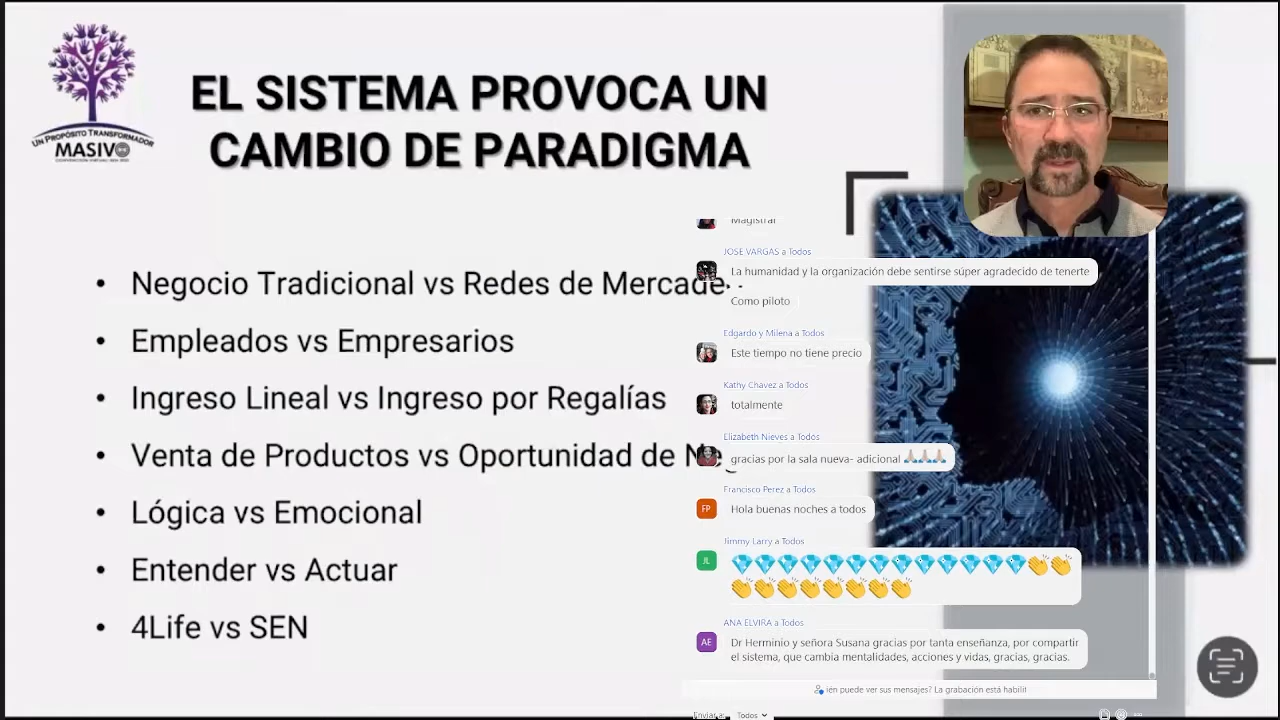 UN PROPÓSITO TRANSFORMADOR
MASIVO
EL SISTEMA PROVOCA UN
CAMBIO DE PARADIGMA
• Negocio Tradicional vs Redes de Mercade
• Empleados vs Empresarios
• Ingreso Lineal vs Ingreso por Regalías
• Venta de Productos vs Oportunidad de
• Lógica vs Emocional
• Entender vs Actuar
• 4Life vs SEN
Magistral
JOSE VARGAS a Todos
La humanidad y la organización debe sentirse súper agradecido de tenerte
Como piloto
Edgardo y Milena a Todos
Este tiempo no tiene precio
Kathy Chavez a Todos
totalmente
Elizabeth Nieves a Todos
gracias por la sala nueva- adicional 🙏🏼🙏🏼🙏🏼
Francisco Perez a Todos
FP
Hola buenas noches a todos
Jimmy Larry a Todos
JL
💎💎💎💎💎💎💎💎💎💎💎💎💎👏👏
👏👏👏👏👏👏👏👏
ANA ELVIRA a Todos
AE
Dr Herminio y señora Susana gracias por tanta enseñanza, por compartir
el sistema, que cambia mentalidades, acciones y vidas, gracias, gracias.
ién puede ver sus mensajes? La grabación está habilit
Enviar a: Todos